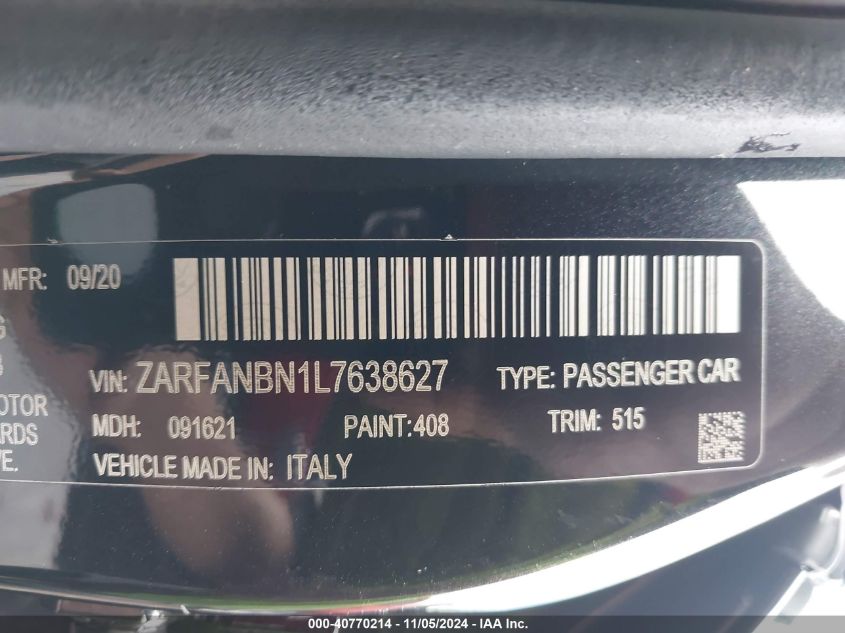 MFR: 09/20
VIN: ZARFANBN1L7638627 TYPE: PASSENGER CAR
OTOR MDH: 091621 PAINT:408 TRIM: 515
ARDS
VE. VEHICLE MADE IN: ITALY
000-40770214 - 11/05/2024 - IAA Inc.